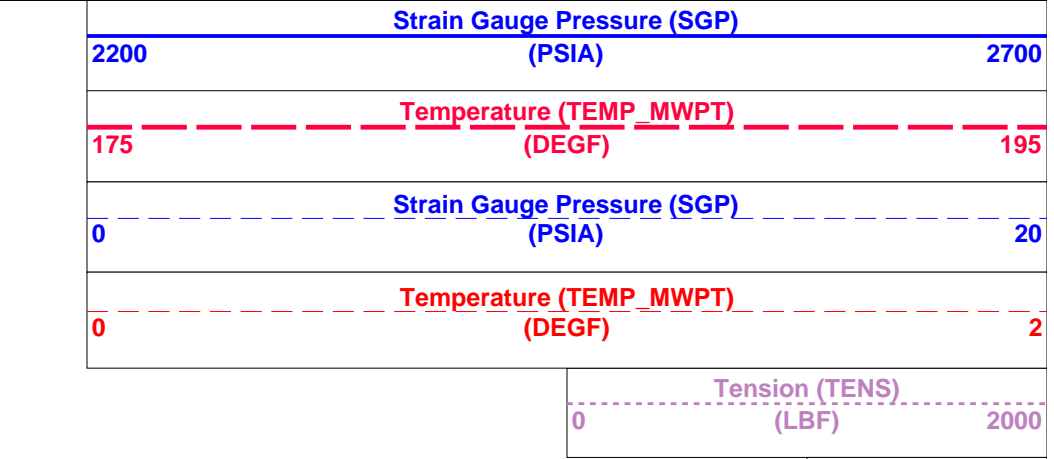 Strain Gauge Pressure (SGP)
2200 (PSIA) 2700
Temperature (TEMP_MWPT)
175 (DEGF) 195
Strain Gauge Pressure (SGP)
0 (PSIA) 20
Temperature (TEMP_MWPT)
0 (DEGF) 2
Tension (TENS)
0 (LBF) 2000